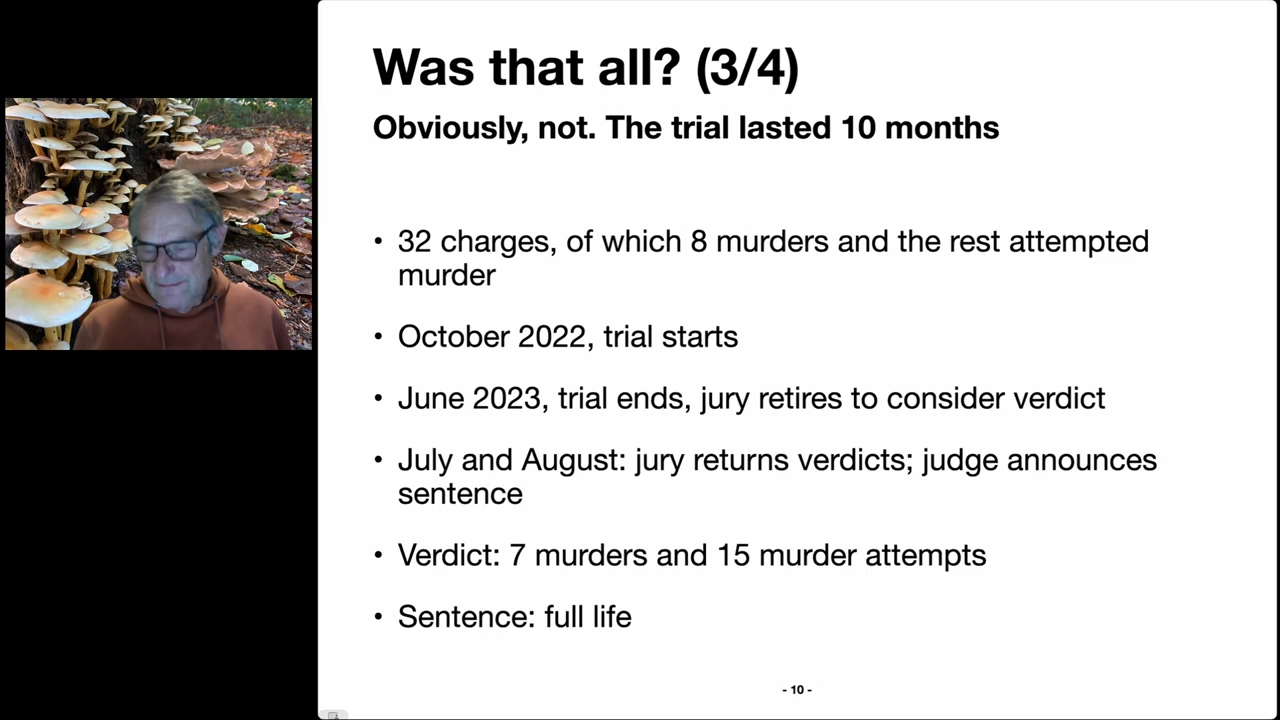 Was that all? (3/4)
Obviously, not. The trial lasted 10 months
• 32 charges, of which 8 murders and the rest attempted
murder
• October 2022, trial starts
• June 2023, trial ends, jury retires to consider verdict
• July and August: jury returns verdicts; judge announces
sentence
• Verdict: 7 murders and 15 murder attempts
• Sentence: full life
- 10 -